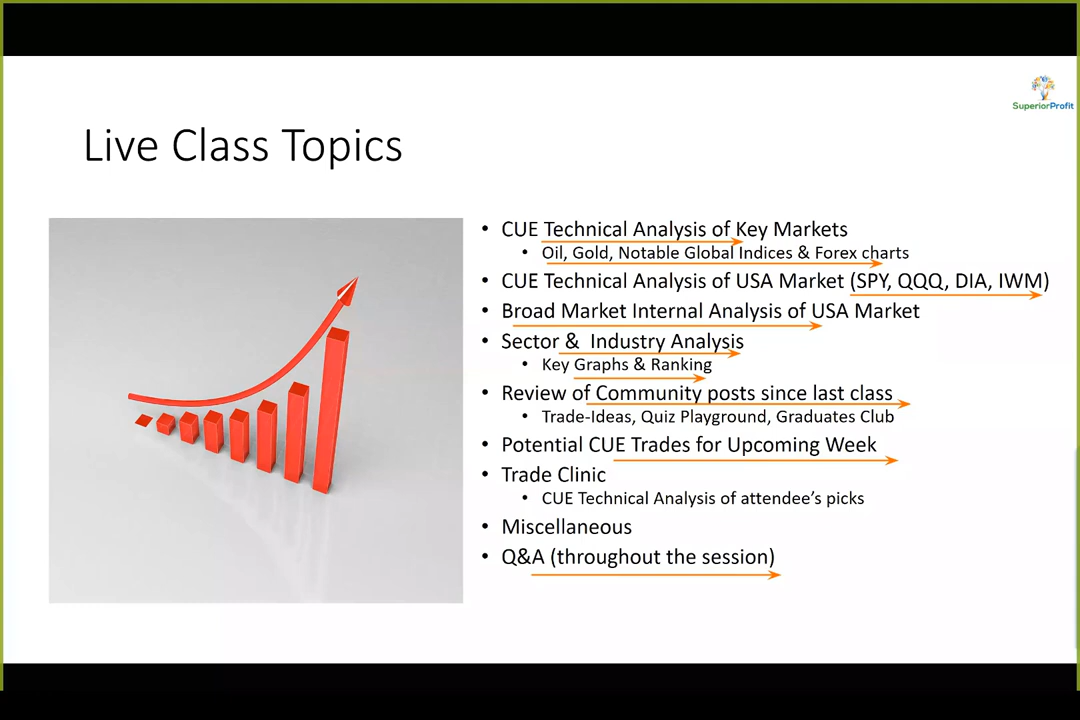 SuperiorProfit
Live Class Topics
• CUE Technical Analysis of Key Markets
• Oil, Gold, Notable Global Indices & Forex charts
• CUE Technical Analysis of USA Market (SPY, QQQ, DIA, IWM)
• Broad Market Internal Analysis of USA Market
• Sector & Industry Analysis
• Key Graphs & Ranking
• Review of Community posts since last class
• Trade-Ideas, Quiz Playground, Graduates Club
• Potential CUE Trades for Upcoming Week
• Trade Clinic
• CUE Technical Analysis of attendee's picks
• Miscellaneous
• Q&A (throughout the session)